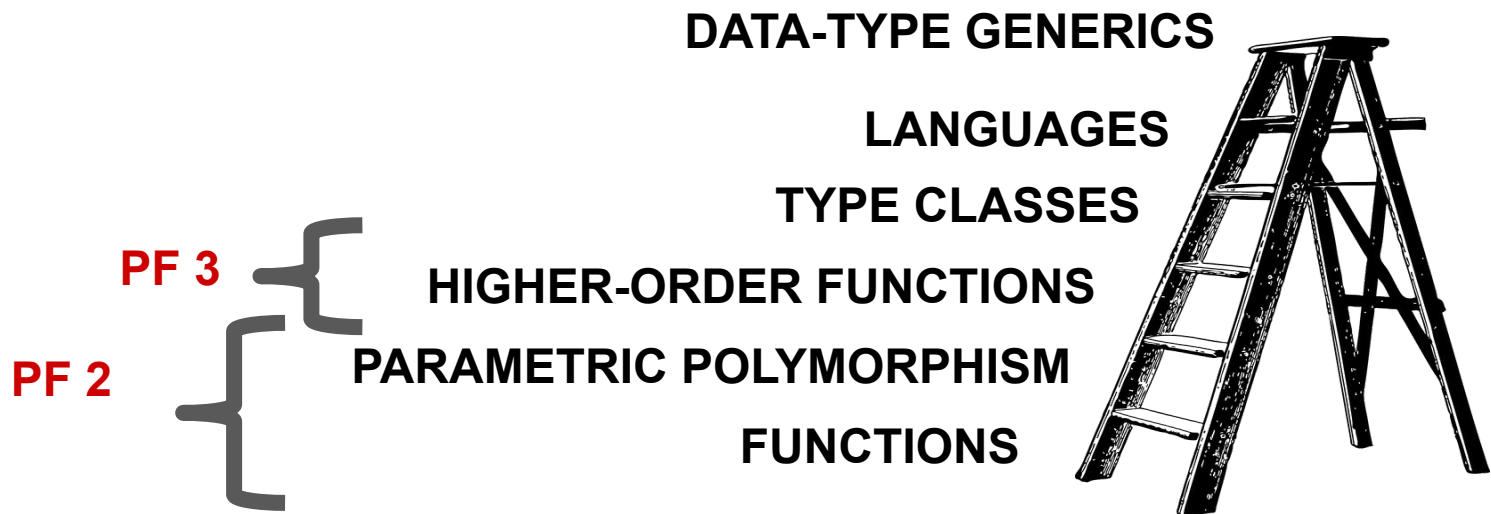 DATA-TYPE GENERICS
LANGUAGES
TYPE CLASSES
PF 3
HIGHER-ORDER FUNCTIONS
PARAMETRIC POLYMORPHISM
PF 2
FUNCTIONS